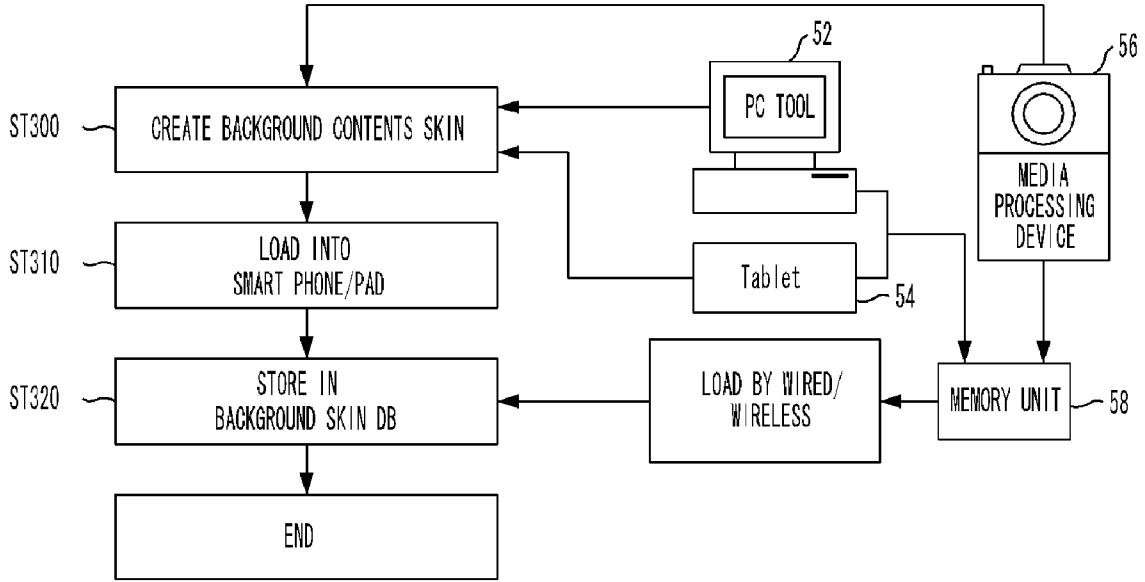 52
56
ST300
CREATE BACKGROUND CONTENTS SKIN
PC TOOL
MEDIA
PROCESSING
DEVICE
ST310
LOAD INTO
SMART PHONE/PAD
Tablet
54
ST320
STORE IN
BACKGROUND SKIN DB
LOAD BY WIRED/
WIRELESS
MEMORY UNIT
58
END